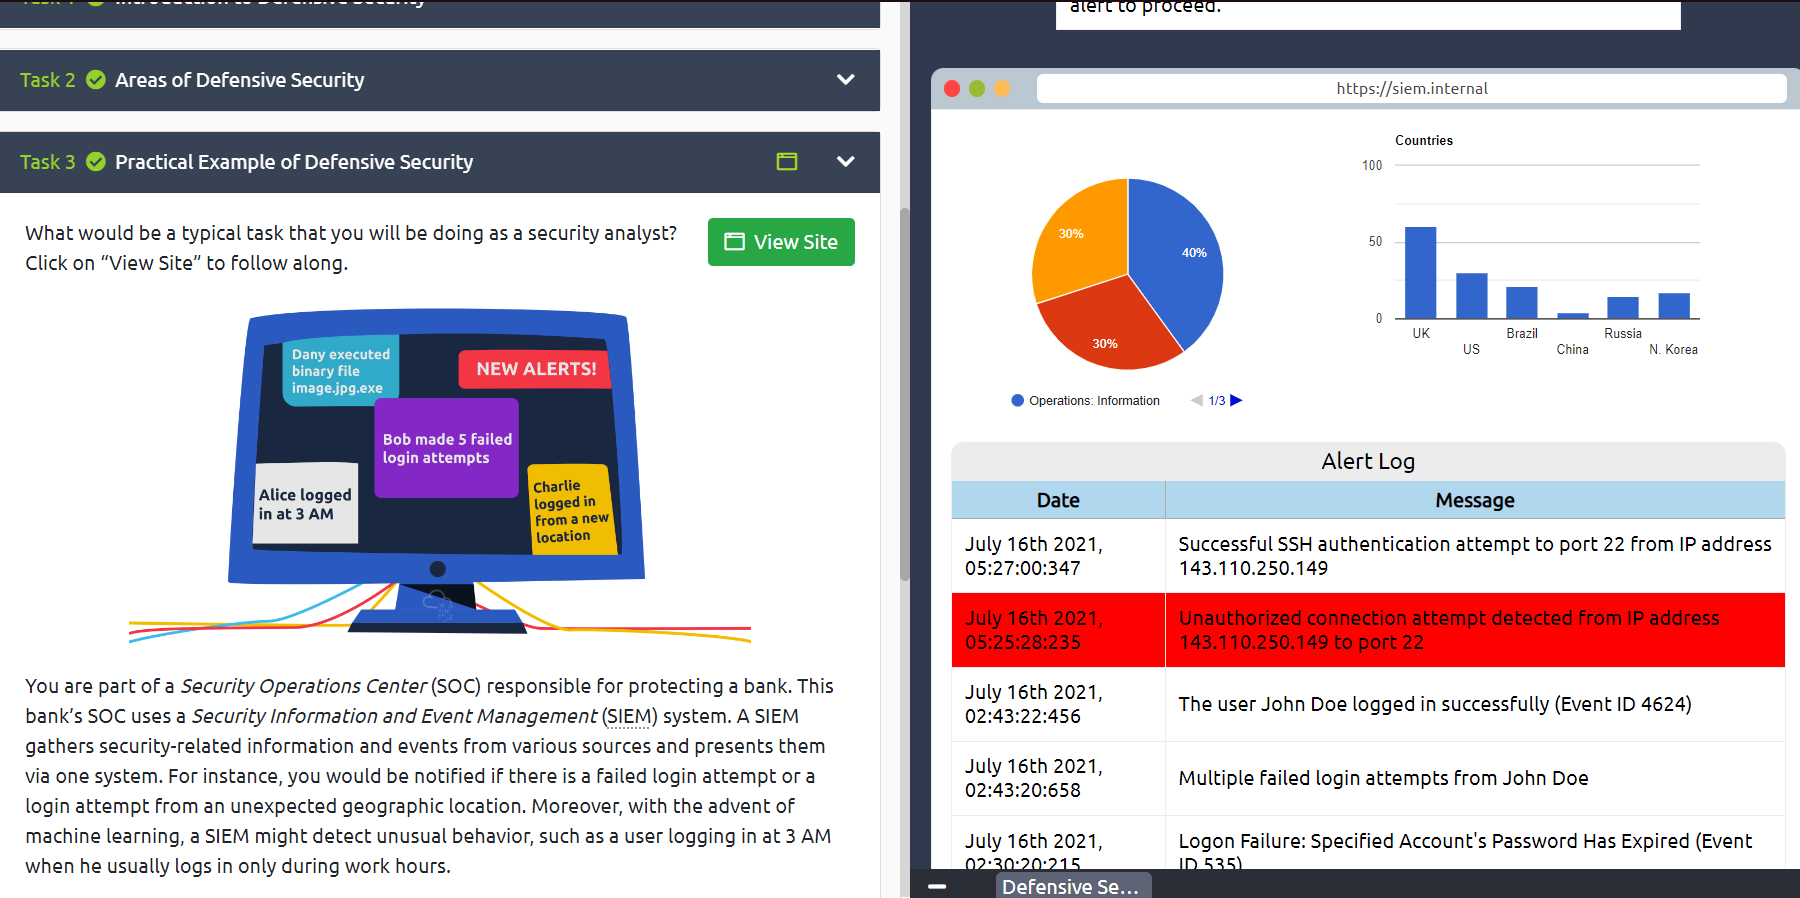 Task 1 Introduction to Defensive Security
Task 2 Areas of Defensive Security
Task 3 Practical Example of Defensive Security
What would be a typical task that you will be doing as a security analyst?
Click on “View Site” to follow along.
View Site
Dany executed
binary file
image.jpg.exe
NEW ALERTS!
Bob made 5 failed
login attempts
Alice logged
in at 3 AM
Charlie
logged in
from a new
location
You are part of a Security Operations Center (SOC) responsible for protecting a bank. This
bank’s SOC uses a Security Information and Event Management (SIEM) system. A SIEM
gathers security-related information and events from various sources and presents them
via one system. For instance, you would be notified if there is a failed login attempt or a
login attempt from an unexpected geographic location. Moreover, with the advent of
machine learning, a SIEM might detect unusual behavior, such as a user logging in at 3 AM
when he usually logs in only during work hours.
alert to proceed.
https://siem.internal
30%
40%
30%
Operations: Information
1/3
Countries
100
50
0
UK
US
Brazil
China
Russia
N. Korea
Alert Log
Date Message
July 16th 2021, Successful SSH authentication attempt to port 22 from IP address
05:27:00:347 143.110.250.149
July 16th 2021, Unauthorized connection attempt detected from IP address
05:25:28:235 143.110.250.149 to port 22
July 16th 2021,
02:43:22:456
The user John Doe logged in successfully (Event ID 4624)
July 16th 2021,
02:43:20:658
Multiple failed login attempts from John Doe
July 16th 2021, Logon Failure: Specified Account's Password Has Expired (Event
02:30:20:215 ID 535)
Defensive Se...